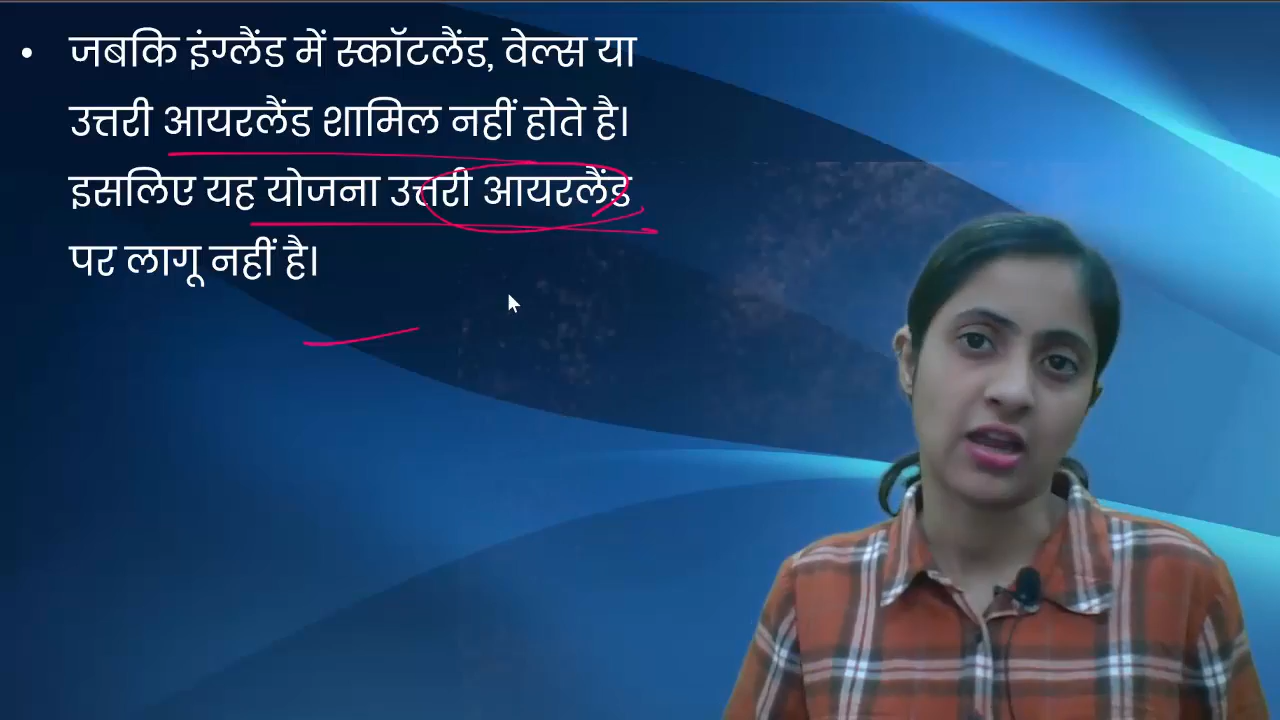 • जबकि इंग्लैंड में स्कॉटलैंड, वेल्स या
उत्तरी आयरलैंड शामिल नहीं होते है।
इसलिए यह योजना उत्तरी आयरलैंड
पर लागू नहीं है।